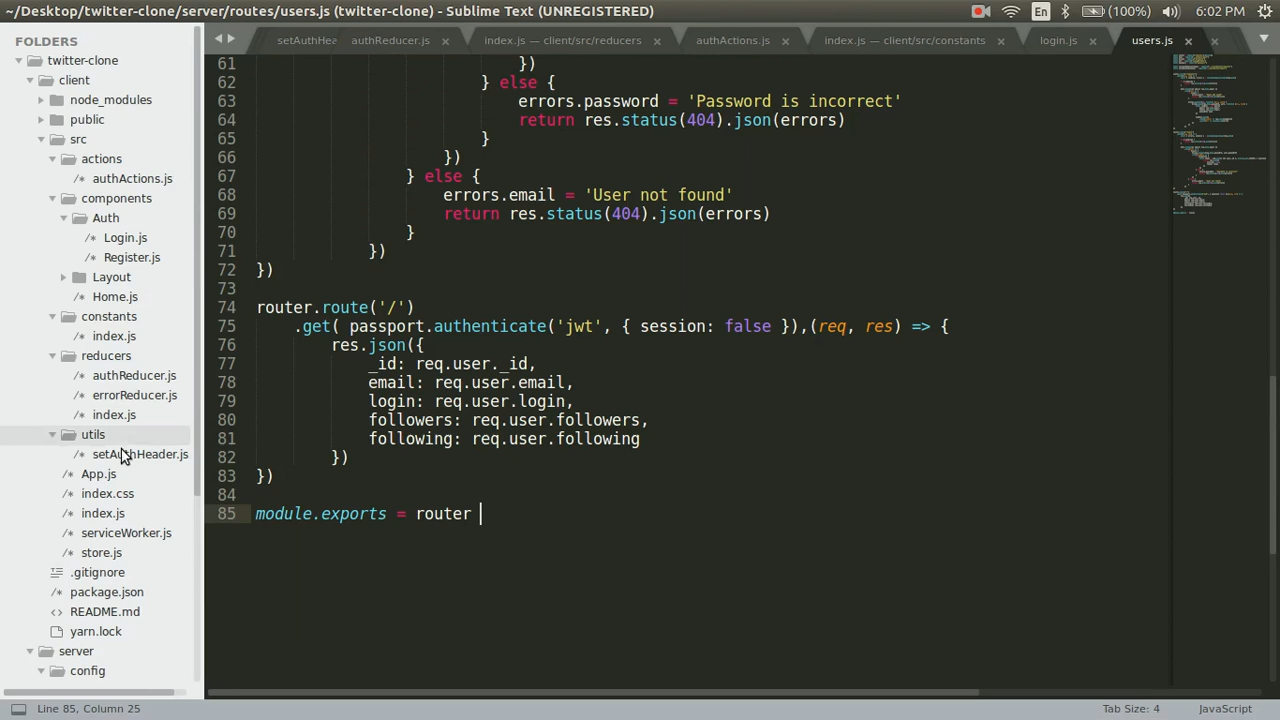 ~/Desktop/twitter-clone/server/routes/users.js (twitter-clone) - Sublime Text (UNREGISTERED)
En
(100%)
6:02 PM
FOLDERS
twitter-clone
client
node_modules
public
src
actions
authActions.js
components
Auth
Login.js
Register.js
Layout
Home.js
constants
index.js
reducers
authReducer.js
errorReducer.js
index.js
utils
setAuthHeader.js
App.js
index.css
index.js
serviceWorker.js
store.js
.gitignore
package.json
README.md
yarn.lock
server
config
setAuthHea
authReducer.js
index.js — client/src/reducers
authActions.js
index.js — client/src/constants
login.js
users.js
61 })
62 } else {
63 errors.password = 'Password is incorrect'
64 return res.status(404).json(errors)
65 }
66 })
67 } else {
68 errors.email = 'User not found'
69 return res.status(404).json(errors)
70 }
71 })
72 })
73
74 router.route('/')
75 .get( passport.authenticate('jwt', { session: false }),(req, res) => {
76 res.json({
77 _id: req.user._id,
78 email: req.user.email,
79 login: req.user.login,
80 followers: req.user.followers,
81 following: req.user.following
82 })
83 })
84
85 module.exports = router
Line 85, Column 25
Tab Size: 4
JavaScript